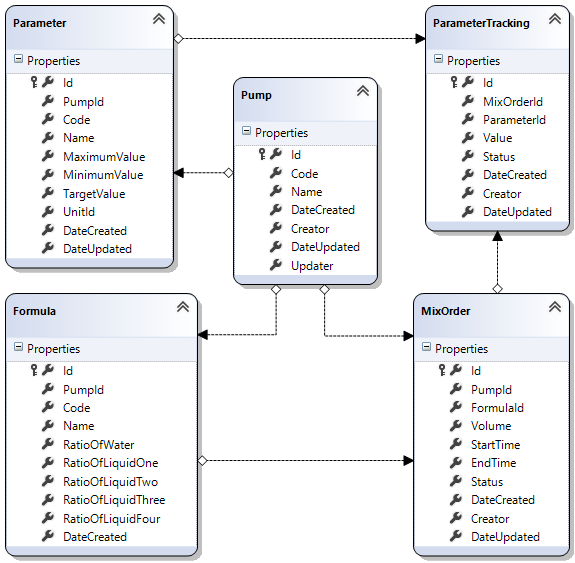 Parameter
Properties
Id
PumpId
Code
Name
MaximumValue
MinimumValue
TargetValue
UnitId
DateCreated
DateUpdated
ParameterTracking
Properties
Id
MixOrderId
ParameterId
Value
Status
DateCreated
Creator
DateUpdated
Pump
Properties
Id
Code
Name
DateCreated
Creator
DateUpdated
Updater
Formula
Properties
Id
PumpId
Code
Name
RatioOfWater
RatioOfLiquidOne
RatioOfLiquidTwo
RatioOfLiquidThree
RatioOfLiquidFour
DateCreated
MixOrder
Properties
Id
PumpId
FormulaId
Volume
StartTime
EndTime
Status
DateCreated
Creator
DateUpdated